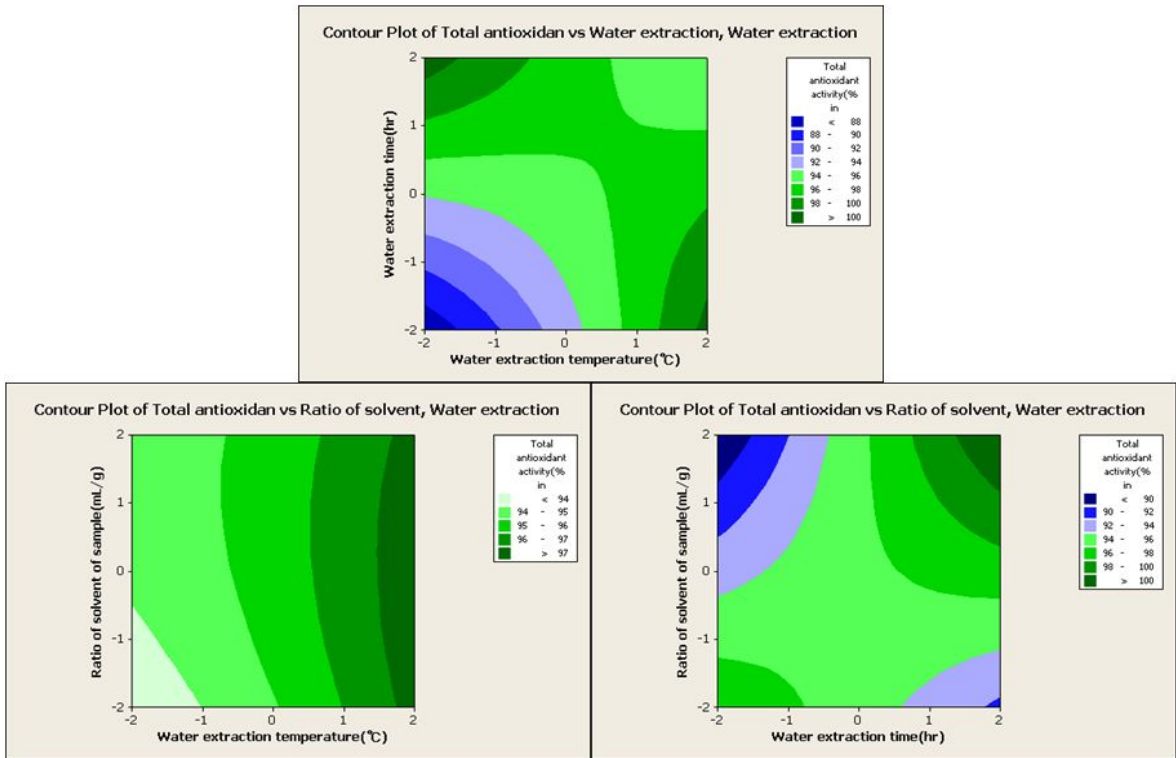 Contour Plot of Total antioxidan vs Water extraction, Water extraction
Total
antioxidant
activity(%
in
< 88
88 - 90
90 - 92
92 - 94
94 - 96
96 - 98
98 - 100
> 100
Water extraction time(hr)
2
1
0
-1
-2
-2 -1 0 1 2
Water extraction temperature(℃)
Contour Plot of Total antioxidan vs Ratio of solvent, Water extraction
Total
antioxidant
activity(%
in
< 94
94 - 95
95 - 96
96 - 97
> 97
Ratio of solvent of sample(mL/g)
2
1
0
-1
-2
-2 -1 0 1 2
Water extraction temperature(℃)
Contour Plot of Total antioxidan vs Ratio of solvent, Water extraction
Total
antioxidant
activity(%
in
< 90
90 - 92
92 - 94
94 - 96
96 - 98
98 - 100
> 100
Ratio of solvent of sample(mL/g)
2
1
0
-1
-2
-2 -1 0 1 2
Water extraction time(hr)